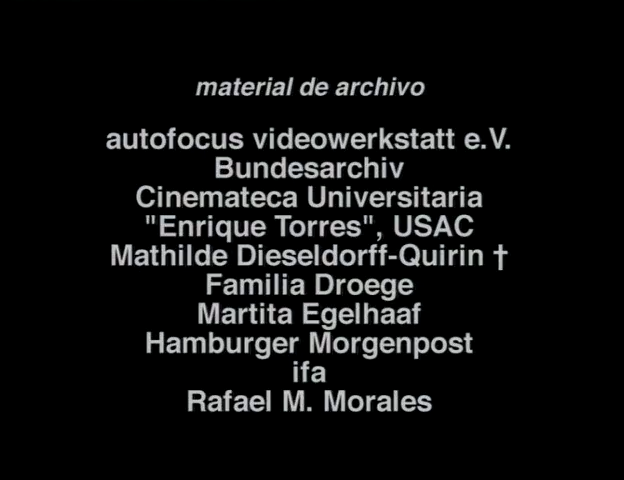 material de archivo
autofocus videowerkstatt e.V.
Bundesarchiv
Cinemateca Universitaria
"Enrique Torres", USAC
Mathilde Dieseldorff-Quirin †
Familia Droege
Martita Egelhaaf
Hamburger Morgenpost
ifa
Rafael M. Morales